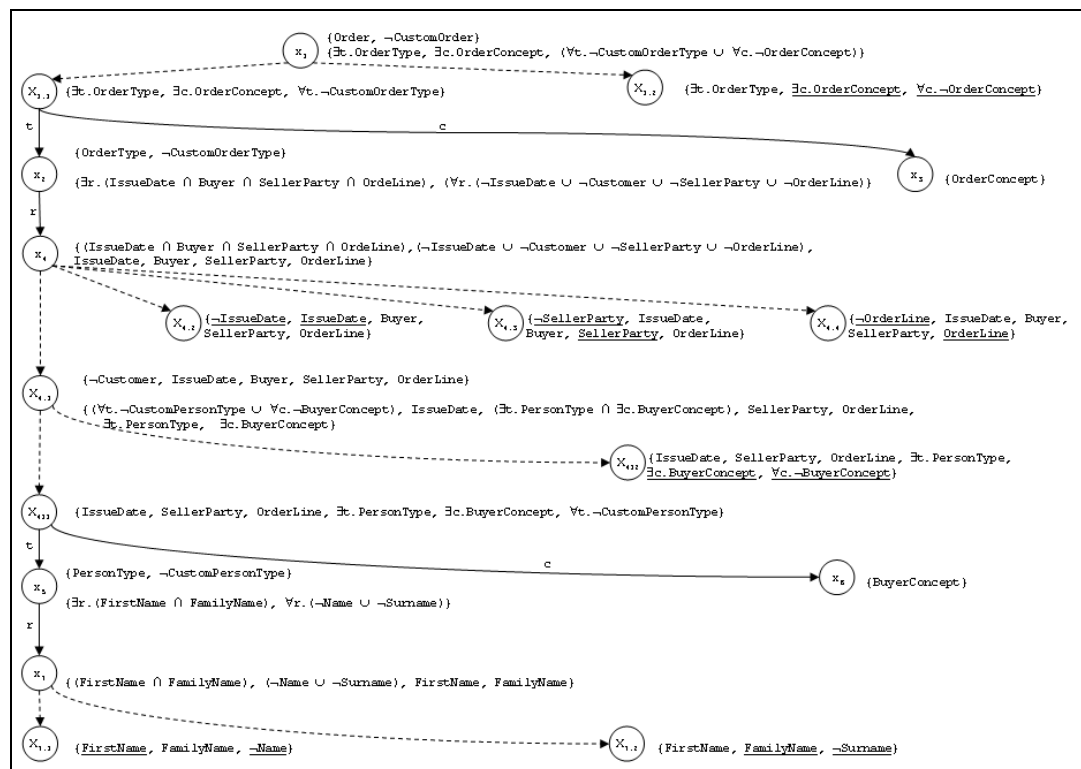 {Order, ¬CustomOrder}
x₁ {∃t.OrderType, ∃c.OrderConcept, (∀t.¬CustomOrderType ∪ ∀c.¬OrderConcept)}
X₁.₁ {∃t.OrderType, ∃c.OrderConcept, ∀t.¬CustomOrderType}
X₁.₂ {∃t.OrderType, ∃c.OrderConcept, ∀c.¬OrderConcept}
t
c
{OrderType, ¬CustomOrderType}
x₂
{∃r.(IssueDate ∩ Buyer ∩ SellerParty ∩ OrdeLine), (∀r.(¬IssueDate ∪ ¬Customer ∪ ¬SellerParty ∪ ¬OrderLine)}
x₃ {OrderConcept}
r
x₄ {(IssueDate ∩ Buyer ∩ SellerParty ∩ OrdeLine),(¬IssueDate ∪ ¬Customer ∪ ¬SellerParty ∪ ¬OrderLine),
IssueDate, Buyer, SellerParty, OrderLine}
X₄.₂ {¬IssueDate, IssueDate, Buyer,
SellerParty, OrderLine}
X₄.₃ {¬SellerParty, IssueDate,
Buyer, SellerParty, OrderLine}
X₄.₄ {¬OrderLine, IssueDate, Buyer,
SellerParty, OrderLine}
{¬Customer, IssueDate, Buyer, SellerParty, OrderLine}
X₄.₁
{(∀t.¬CustomPersonType ∪ ∀c.¬BuyerConcept), IssueDate, (∃t.PersonType ∩ ∃c.BuyerConcept), SellerParty, OrderLine,
∃t.PersonType, ∃c.BuyerConcept}
X₄₁₂ {IssueDate, SellerParty, OrderLine, ∃t.PersonType,
∃c.BuyerConcept, ∀c.¬BuyerConcept}
X₄₁₁ {IssueDate, SellerParty, OrderLine, ∃t.PersonType, ∃c.BuyerConcept, ∀t.¬CustomPersonType}
t
c
{PersonType, ¬CustomPersonType}
x₅
{∃r.(FirstName ∩ FamilyName), ∀r.(¬Name ∪ ¬Surname)}
x₆ {BuyerConcept}
r
x₇ {(FirstName ∩ FamilyName), (¬Name ∪ ¬Surname), FirstName, FamilyName}
X₇.₁ {FirstName, FamilyName, ¬Name}
X₇.₂ {FirstName, FamilyName, ¬Surname}